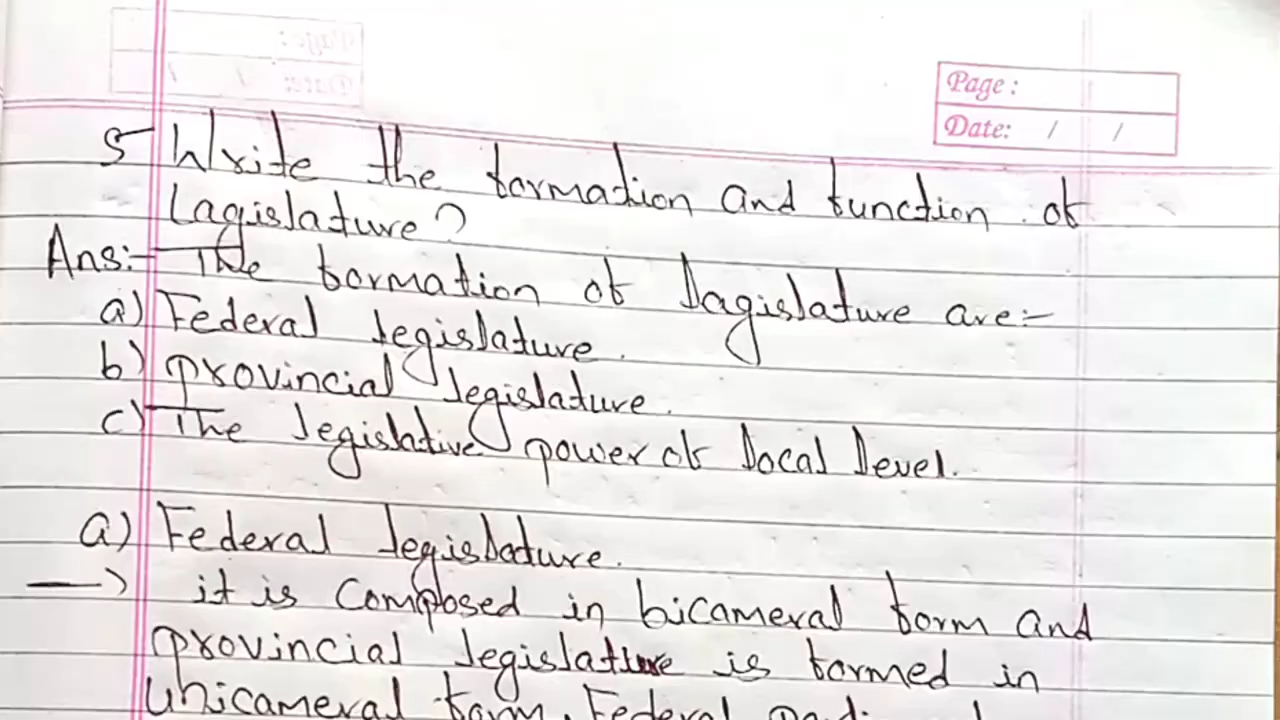 Page :
Date: / /
5 Write the formation and function of
Lagislature?
Ans:- The formation of Lagislature are:-
a) Federal legislature.
b) provincial legislature.
c) The legislative power of local level.
a) Federal legislature.
→ it is composed in bicameral form and
provincial legislature is formed in
unicameral form. Federal